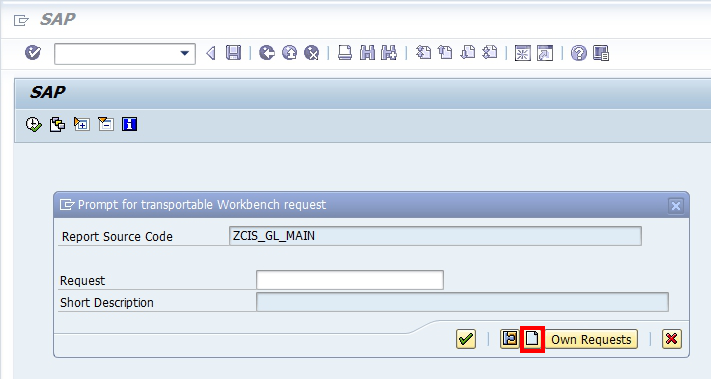 SAP
SAP
Prompt for transportable Workbench request
Report Source Code ZCIS_GL_MAIN
Request
Short Description
Own Requests